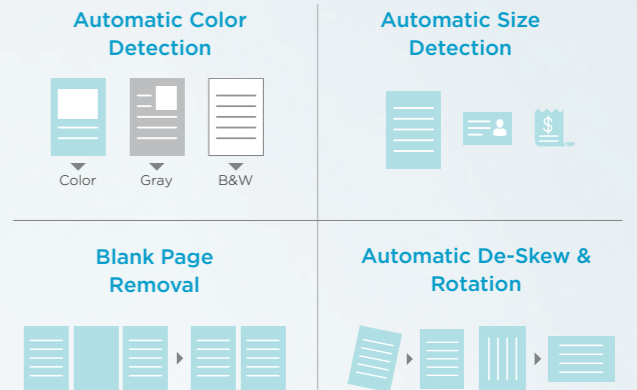 Automatic Color
Detection
Color
Gray
B&W
Automatic Size
Detection
$
Blank Page
Removal
Automatic De-Skew &
Rotation